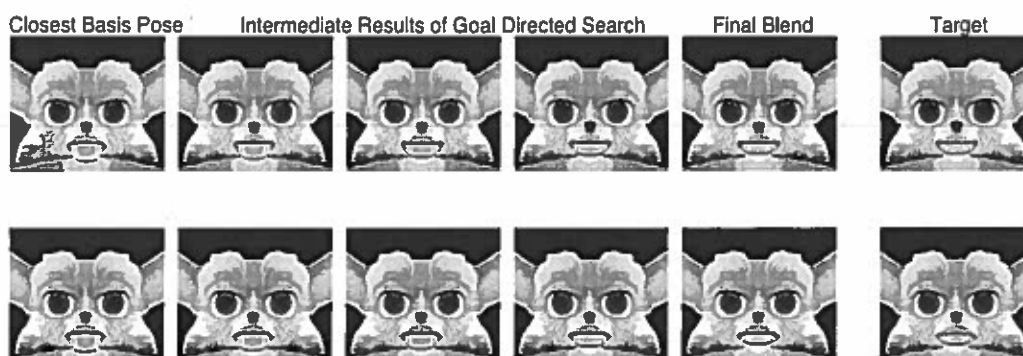 Closest Basis Pose Intermediate Results of Goal Directed Search Final Blend Target